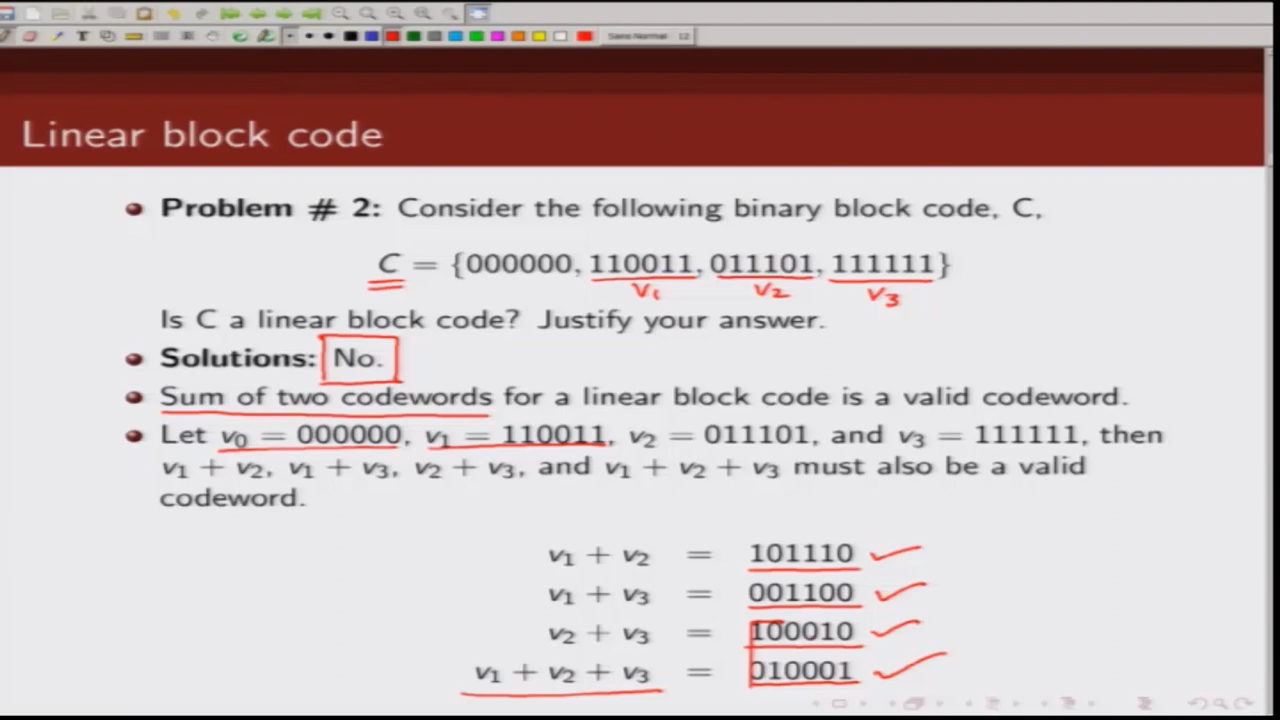 Sans Normal 12
Linear block code
Problem # 2: Consider the following binary block code, C,
C = {000000, 110011, 011101, 111111}
v₁ v₂ v₃
Is C a linear block code? Justify your answer.
Solutions: No.
Sum of two codewords for a linear block code is a valid codeword.
Let v₀ = 000000, v₁ = 110011, v₂ = 011101, and v₃ = 111111, then
v₁ + v₂, v₁ + v₃, v₂ + v₃, and v₁ + v₂ + v₃ must also be a valid
codeword.
v₁ + v₂ = 101110
v₁ + v₃ = 001100
v₂ + v₃ = 100010
v₁ + v₂ + v₃ = 010001